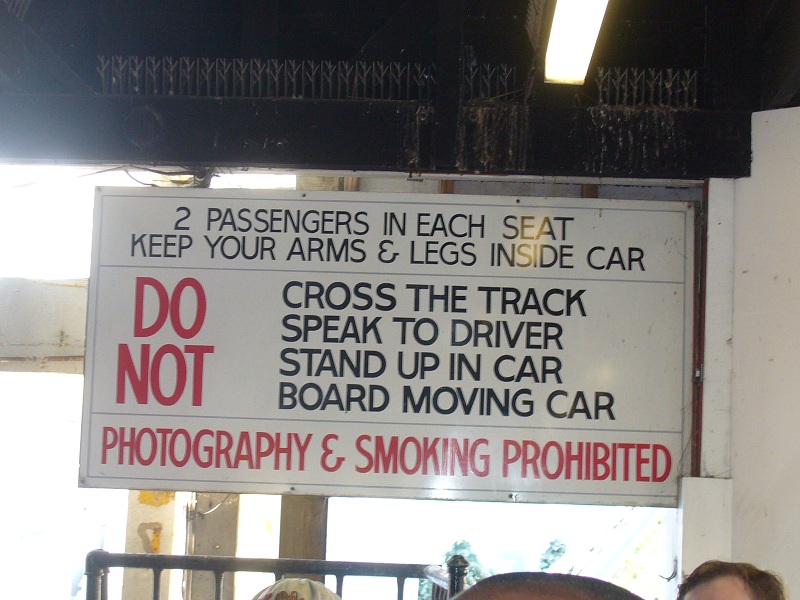 2 PASSENGERS IN EACH SEAT
KEEP YOUR ARMS & LEGS INSIDE CAR
DO NOT
CROSS THE TRACK
SPEAK TO DRIVER
STAND UP IN CAR
BOARD MOVING CAR
PHOTOGRAPHY & SMOKING PROHIBITED